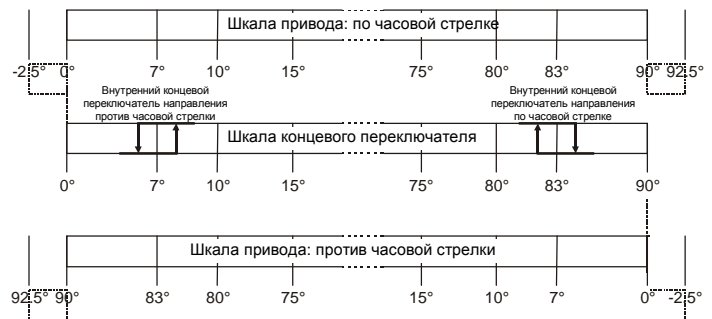 Шкала привода: по часовой стрелке
-2.5° 0° 7° 10° 15° 75° 80° 83° 90° 92.5°
Внутренний концевой
переключатель направления
против часовой стрелки
Внутренний концевой
переключатель направления
по часовой стрелке
Шкала концевого переключателя
0° 7° 10° 15° 75° 80° 83° 90°
Шкала привода: против часовой стрелки
92.5° 90° 83° 80° 75° 15° 10° 7° 0° -2.5°